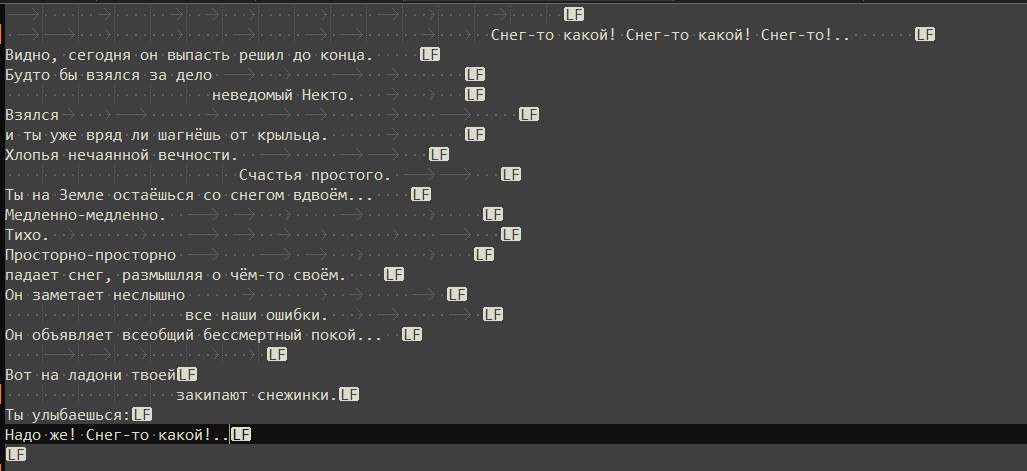 LF
Снег-то какой! Снег-то какой! Снег-то!.. LF
Видно, сегодня он выпасть решил до конца. LF
Будто бы взялся за дело LF
неведомый Некто. LF
Взялся LF
и ты уже вряд ли шагнёшь от крыльца. LF
Хлопья нечаянной вечности. LF
Счастья простого. LF
Ты на Земле остаёшься со снегом вдвоём... LF
Медленно-медленно. LF
Тихо. LF
Просторно-просторно LF
падает снег, размышляя о чём-то своём. LF
Он заметает неслышно LF
все наши ошибки. LF
Он объявляет всеобщий бессмертный покой... LF
LF
Вот на ладони твоей LF
закипают снежинки. LF
Ты улыбаешься: LF
Надо же! Снег-то какой!.. LF
LF